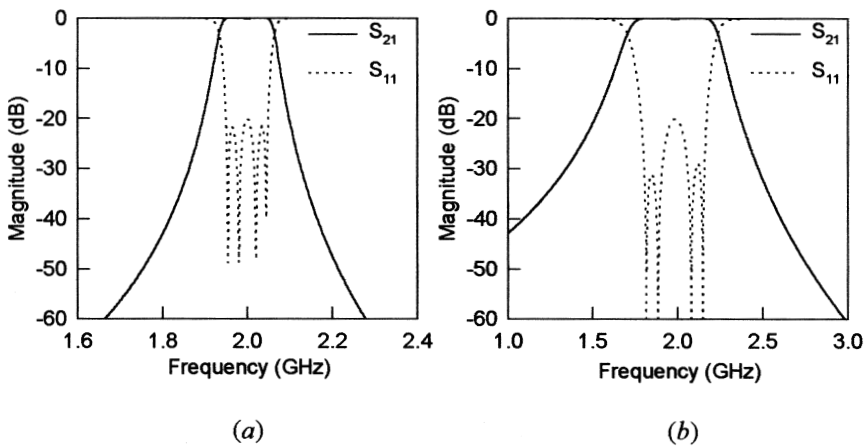 0
-10
-20
-30
-40
-50
-60
Magnitude (dB)
S21
S11
1.6 1.8 2.0 2.2 2.4
Frequency (GHz)
(a)
0
-10
-20
-30
-40
-50
-60
Magnitude (dB)
S21
S11
1.0 1.5 2.0 2.5 3.0
Frequency (GHz)
(b)